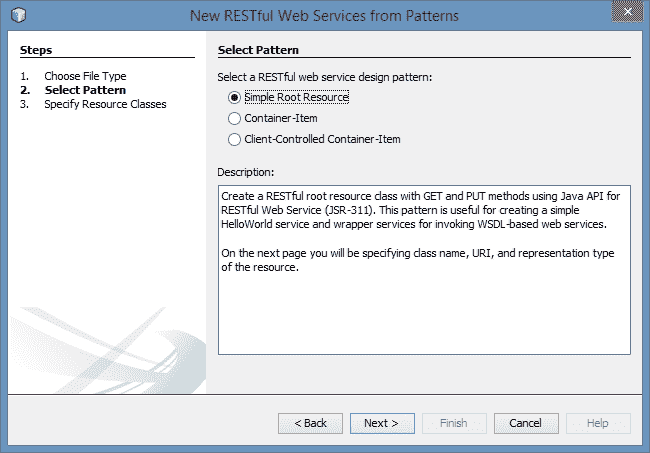 New RESTful Web Services from Patterns
Steps
1. Choose File Type
2. Select Pattern
3. Specify Resource Classes
Select Pattern
Select a RESTful web service design pattern:
Simple Root Resource
Container-Item
Client-Controlled Container-Item
Description:
Create a RESTful root resource class with GET and PUT methods using Java API for
RESTful Web Service (JSR-311). This pattern is useful for creating a simple
HelloWorld service and wrapper services for invoking WSDL-based web services.
On the next page you will be specifying class name, URI, and representation type
of the resource.
< Back Next > Finish Cancel Help